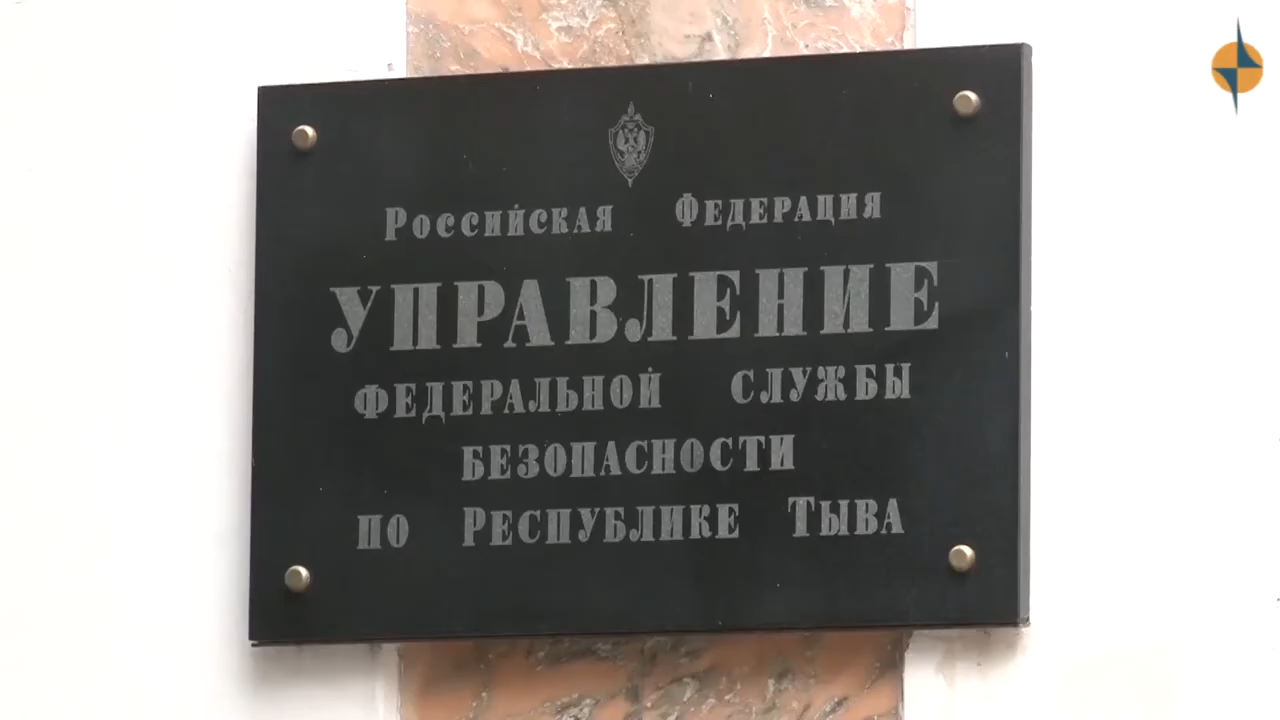 Российская Федерация
УПРАВЛЕНИЕ
ФЕДЕРАЛЬНОЙ СЛУЖБЫ
БЕЗОПАСНОСТИ
ПО РЕСПУБЛИКЕ ТЫВА